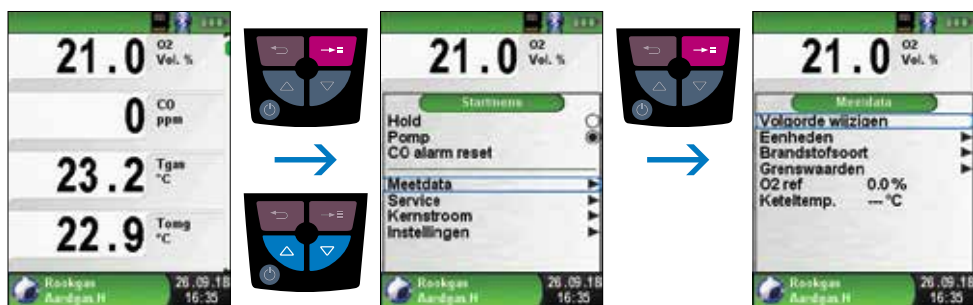 21.0 O2 Vol. %
0 CO ppm
23.2 Tgas °C
22.9 Tomg °C
Rookgas 26.09.18
Aardgas H 16:35
21.0 O2 Vol. %
Startmenu
Hold
Pomp
CO alarm reset
Meetdata
Service
Kernstroom
Instellingen
Rookgas 26.09.18
Aardgas H 16:35
21.0 O2 Vol. %
Meetdata
Volgorde wijzigen
Eenheden
Brandstofsoort
Grenswaarden
O2 ref 0.0 %
Keteltemp. --- °C
Rookgas 26.09.18
Aardgas H 16:35